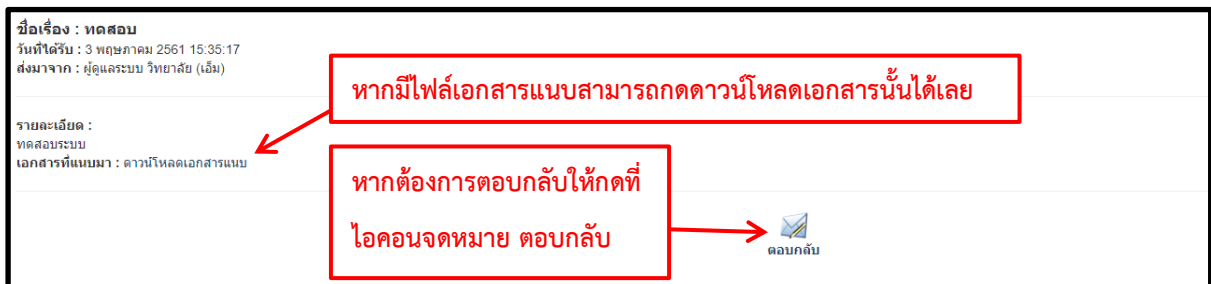 ชื่อเรื่อง : ทดสอบ
วันที่ได้รับ : 3 พฤษภาคม 2561 15:35:17
ส่งมาจาก : ผู้ดูแลระบบ วิทยาลัย (เอ็ม)
หากมีไฟล์เอกสารแนบสามารถกดดาวน์โหลดเอกสารนั้นได้เลย
รายละเอียด :
ทดสอบระบบ
เอกสารที่แนบมา : ดาวน์โหลดเอกสารแนบ
หากต้องการตอบกลับให้กดที่
ไอคอนจดหมาย ตอบกลับ
ตอบกลับ